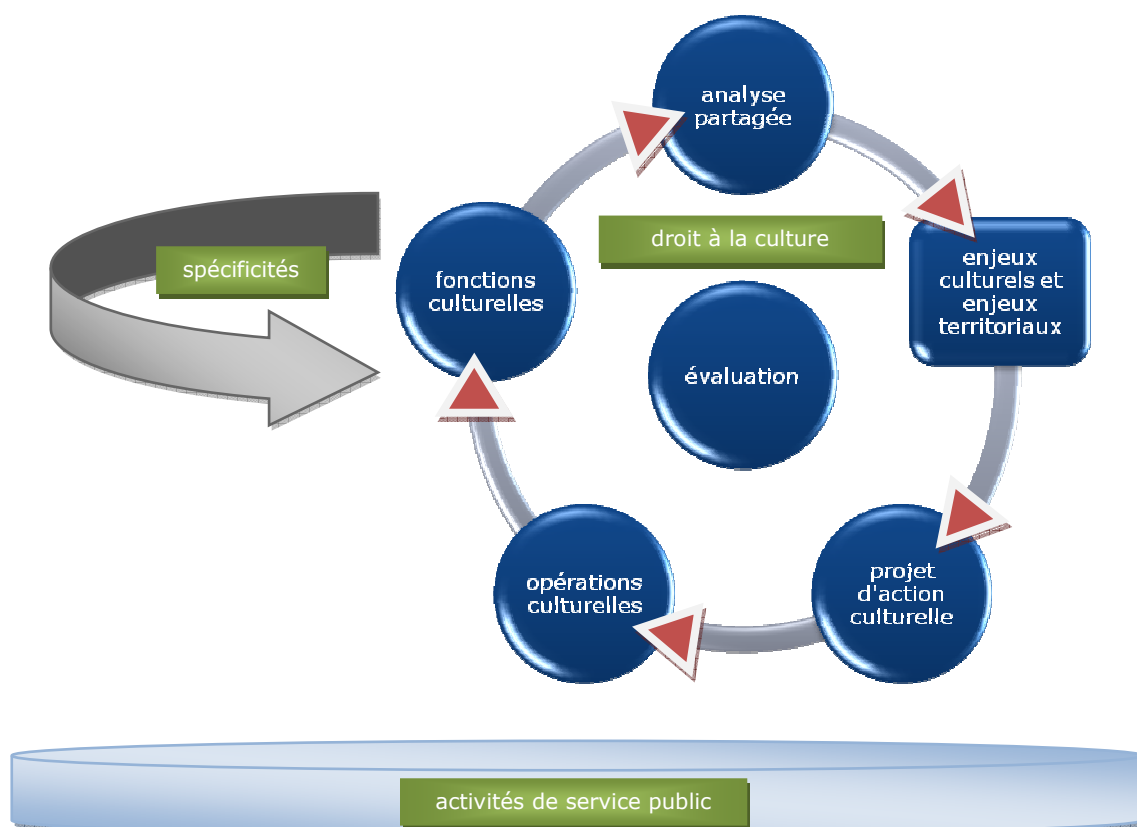 analyse
partagée
droit à la culture
spécificités
fonctions
culturelles
enjeux
culturels et
enjeux
territoriaux
évaluation
opérations
culturelles
projet
d'action
culturelle
activités de service public